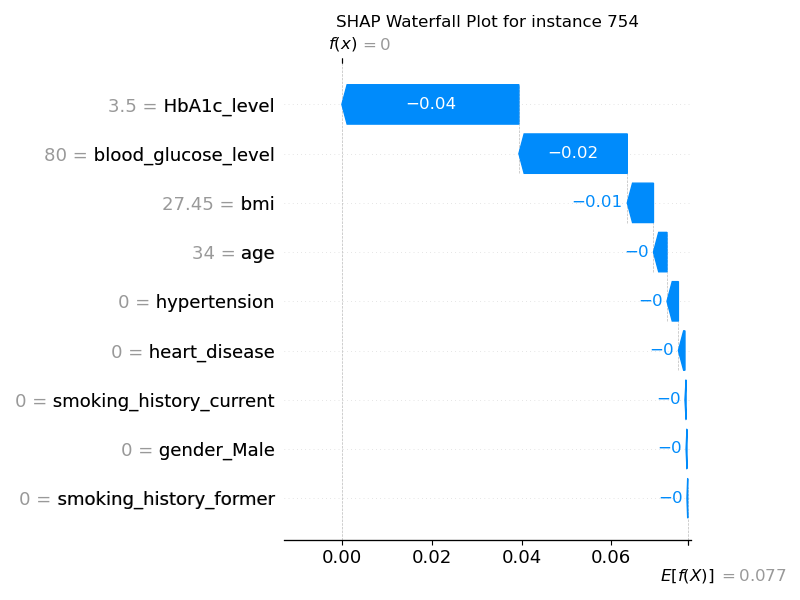 SHAP Waterfall Plot for instance 754
f(x) = 0
3.5 = HbA1c_level
−0.04
80 = blood_glucose_level
−0.02
27.45 = bmi
−0.01
34 = age
−0
0 = hypertension
−0
0 = heart_disease
−0
0 = smoking_history_current
−0
0 = gender_Male
−0
0 = smoking_history_former
−0
0.00 0.02 0.04 0.06
E[f(X)] = 0.077